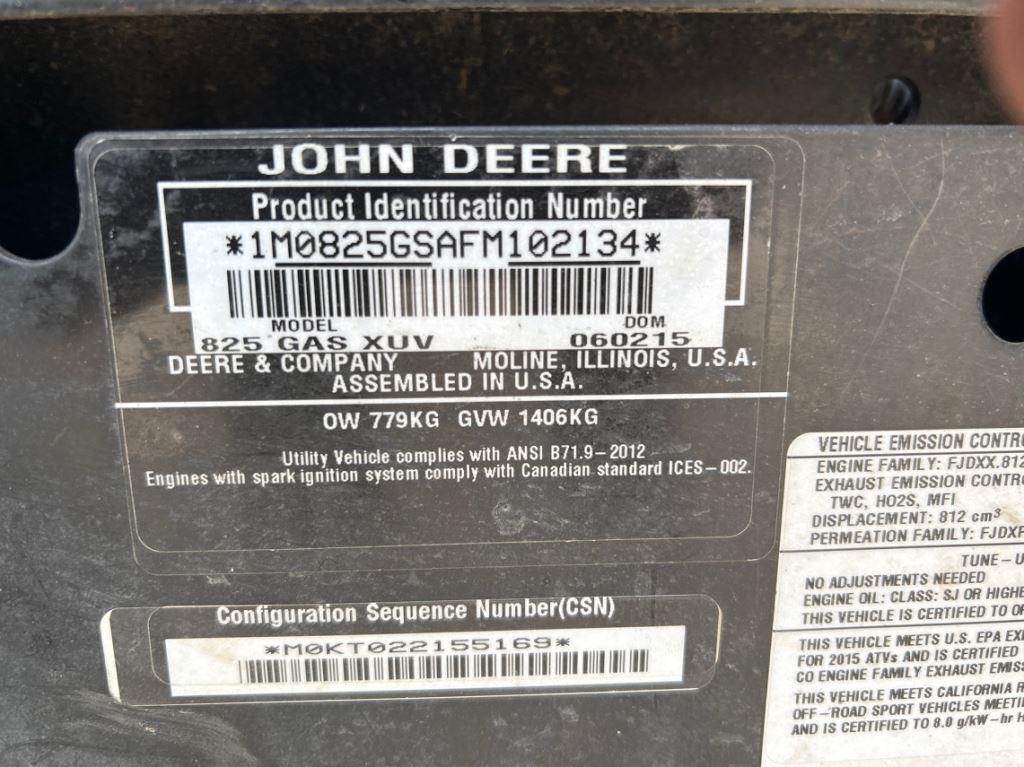 JOHN DEERE
Product Identification Number
*1M0825GSAFM102134*
MODEL DOM
825 GAS XUV 060215
DEERE & COMPANY MOLINE, ILLINOIS, U.S.A.
ASSEMBLED IN U.S.A.
OW 779KG GVW 1406KG
Utility Vehicle complies with ANSI B71.9-2012
Engines with spark ignition system comply with Canadian standard ICES-002.
Configuration Sequence Number(CSN)
*M0KT022155169*
VEHICLE EMISSION CONTR
ENGINE FAMILY: FJDXX.812
EXHAUST EMISSION CONTR
TWC, HO2S, MFI
DISPLACEMENT: 812 cm³
PERMEATION FAMILY: FJDXF
TUNE-U
NO ADJUSTMENTS NEEDED
ENGINE OIL: CLASS: SJ OR HIGHE
THIS VEHICLE IS CERTIFIED TO OF
THIS VEHICLE MEETS U.S. EPA EX
FOR 2015 ATVs AND IS CERTIFIED
CO ENGINE FAMILY EXHAUST EMISS
THIS VEHICLE MEETS CALIFORNIA R
OFF-ROAD SPORT VEHICLES MEETI
AND IS CERTIFIED TO 8.0 g/kW-hr H